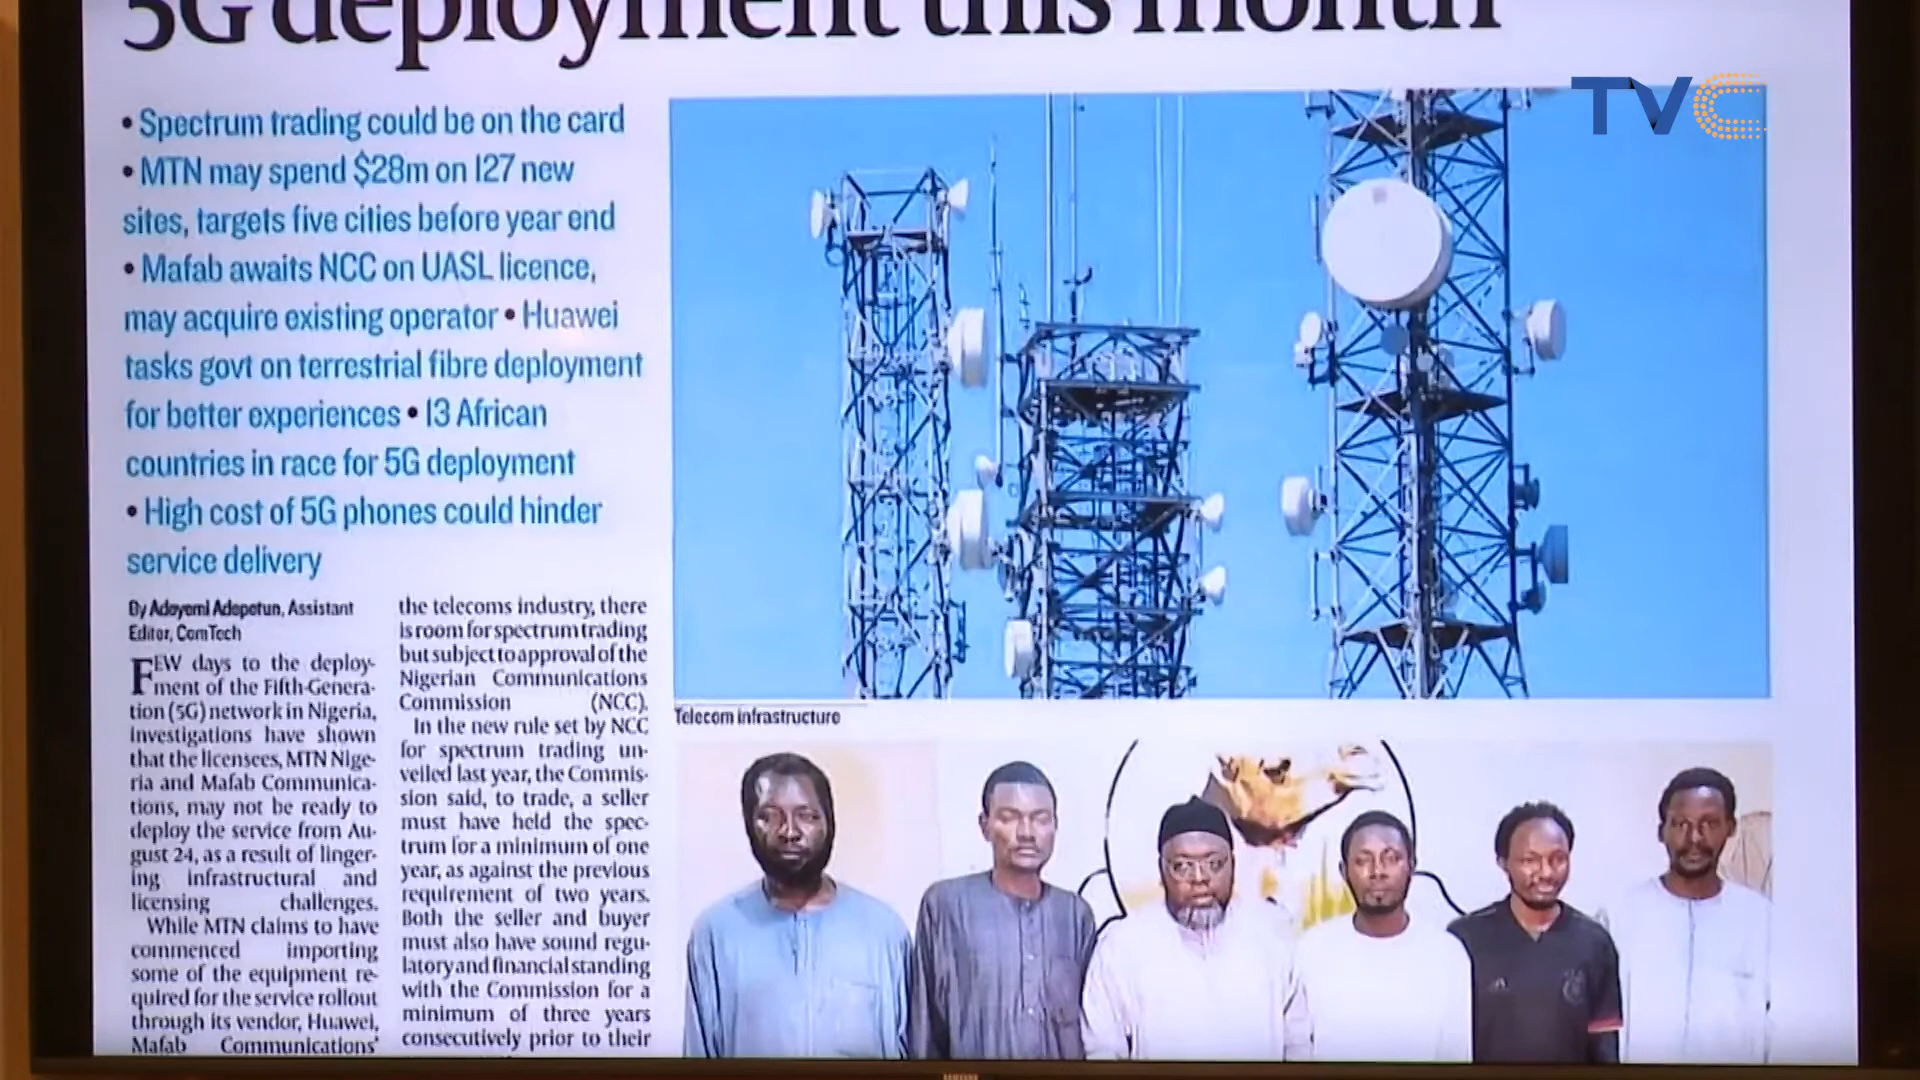 5G deployment this month
TVC
• Spectrum trading could be on the card
• MTN may spend $28m on 127 new
sites, targets five cities before year end
• Mafab awaits NCC on UASL licence,
may acquire existing operator • Huawei
tasks govt on terrestrial fibre deployment
for better experiences • 13 African
countries in race for 5G deployment
• High cost of 5G phones could hinder
service delivery
By Adeyemi Adepetun, Assistant
Editor, ComTech
FEW days to the deploy-
ment of the Fifth-Genera-
tion (5G) network in Nigeria,
investigations have shown
that the licensees, MTN Nige-
ria and Mafab Communica-
tions, may not be ready to
deploy the service from Au-
gust 24, as a result of linger-
ing infrastructural and
licensing challenges.
While MTN claims to have
commenced importing
some of the equipment re-
quired for the service rollout
through its vendor, Huawei,
Mafab Communications'
the telecoms industry, there
is room for spectrum trading
but subject to approval of the
Nigerian Communications
Commission (NCC).
In the new rule set by NCC
for spectrum trading un-
veiled last year, the Commis-
sion said, to trade, a seller
must have held the spec-
trum for a minimum of one
year, as against the previous
requirement of two years.
Both the seller and buyer
must also have sound regu-
latory and financial standing
with the Commission for a
minimum of three years
consecutively prior to their
Telecom infrastructure
SAMSUNG